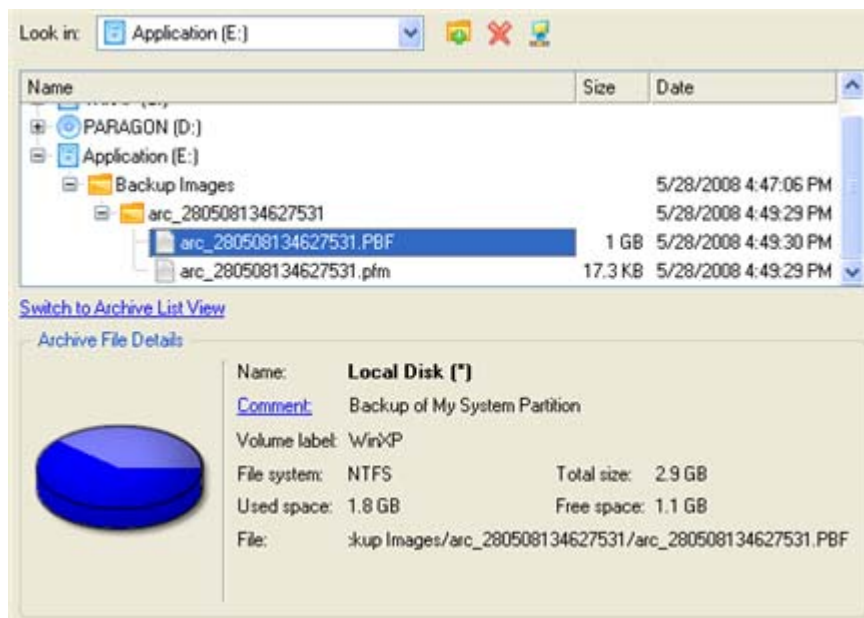 Look in: Application (E:)
Name Size Date
PARAGON (D:)
Application (E:)
Backup Images 5/28/2008 4:47:06 PM
arc_280508134627531 5/28/2008 4:49:29 PM
arc_280508134627531.PBF 1 GB 5/28/2008 4:49:30 PM
arc_280508134627531.pfm 17.3 KB 5/28/2008 4:49:29 PM
Switch to Archive List View
Archive File Details
Name: Local Disk (*)
Comment: Backup of My System Partition
Volume label: WinXP
File system: NTFS Total size: 2.9 GB
Used space: 1.8 GB Free space: 1.1 GB
File: kup Images/arc_280508134627531/arc_280508134627531.PBF